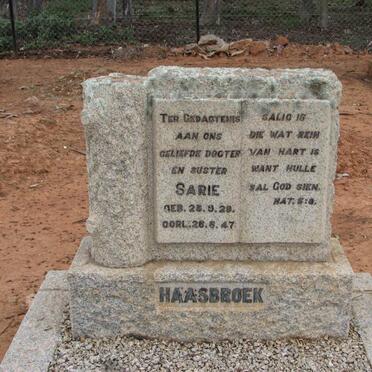 TER GEDAGTENIS
AAN ONS
GELIEFDE DOGTER
EN SUSTER
SARIE
GEB. 28.9.28.
OORL. 26.6.47
SALIG IS
DIE WAT REIN
VAN HART IS
WANT HULLE
SAL GOD SIEN.
MAT. 5:8.
HAASBROEK